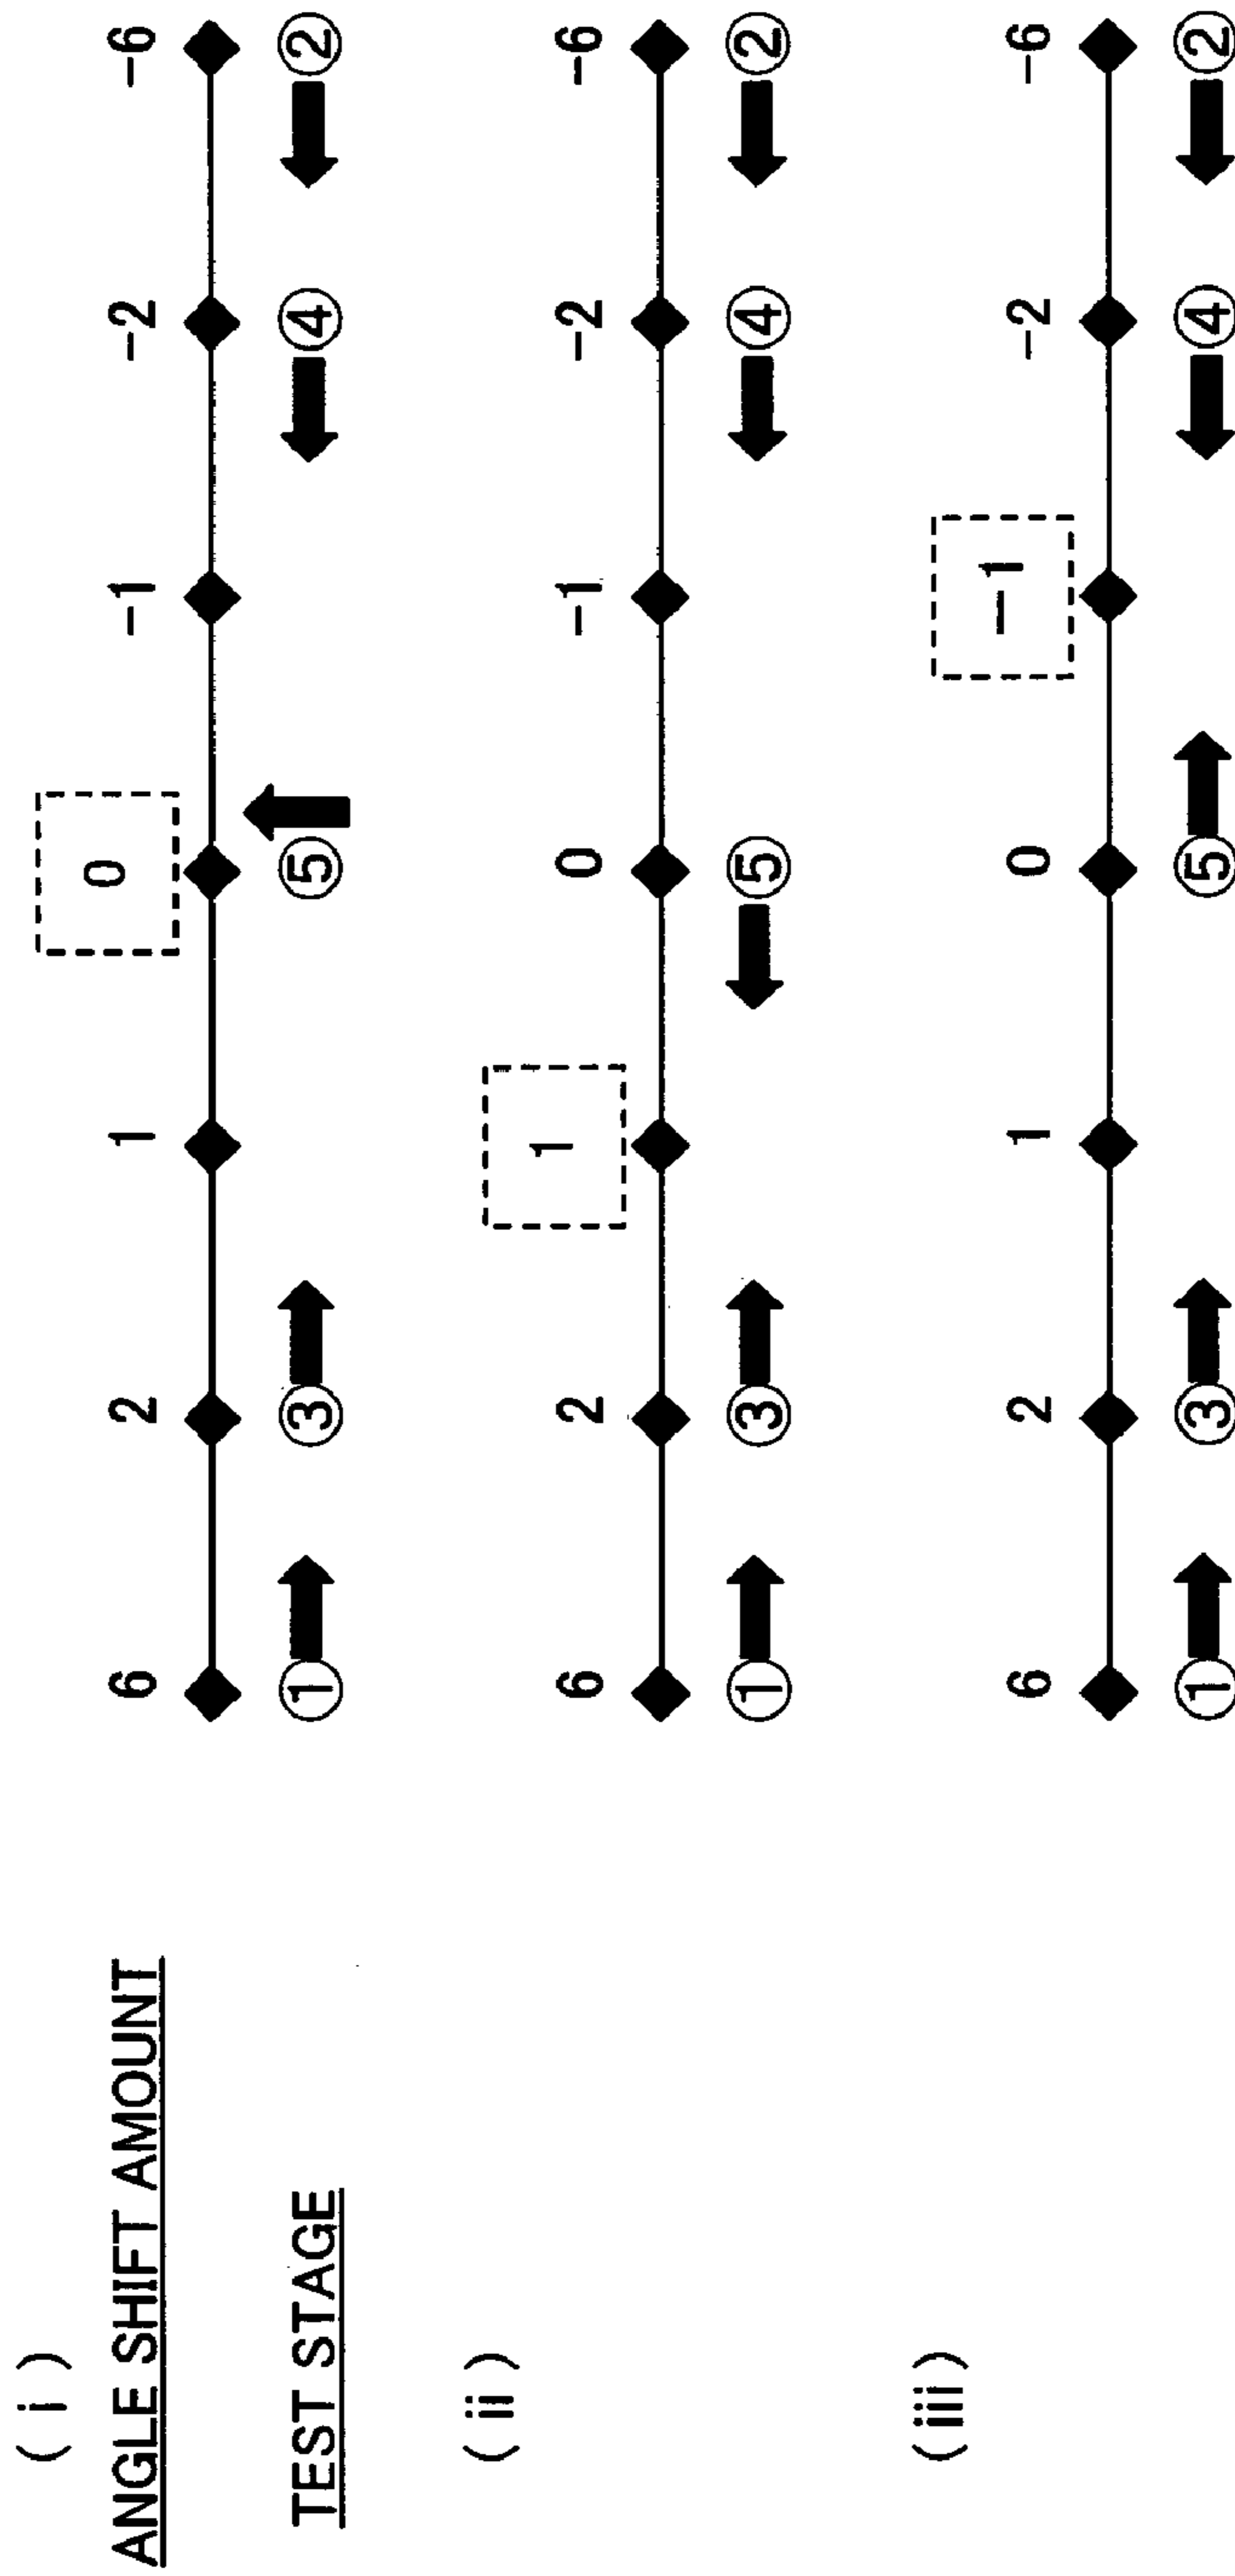 ( i )
ANGLE SHIFT AMOUNT 6 2 1 0 -1 -2 -6
TEST STAGE ① ③ ⑤ ④ ②
( ii )
6 2 1 0 -1 -2 -6
① ③ ⑤ ④ ②
( iii )
6 2 1 0 -1 -2 -6
① ③ ⑤ ④ ②